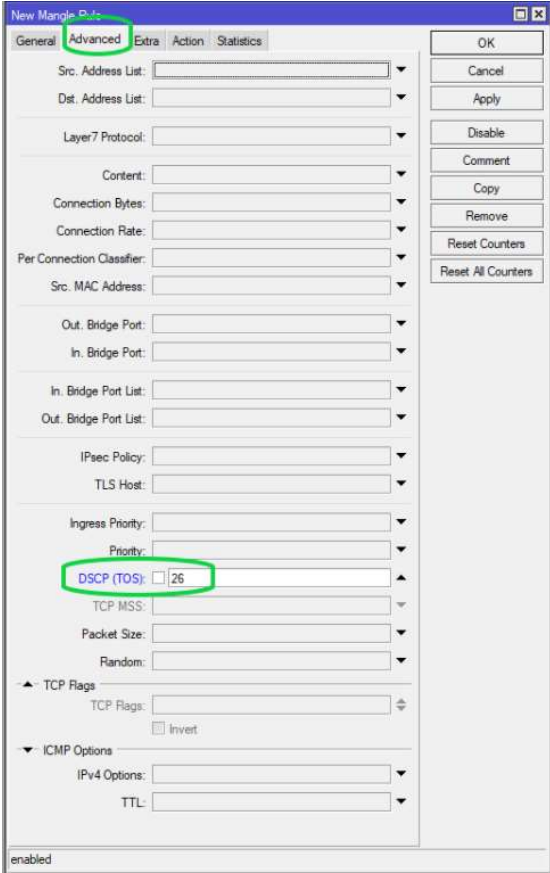 New Mangle Rule
General Advanced Extra Action Statistics
OK
Src. Address List:
Cancel
Dst. Address List:
Apply
Layer7 Protocol:
Disable
Comment
Content:
Copy
Connection Bytes:
Remove
Connection Rate:
Reset Counters
Per Connection Classifier:
Reset All Counters
Src. MAC Address:
Out. Bridge Port:
In. Bridge Port:
In. Bridge Port List:
Out. Bridge Port List:
IPsec Policy:
TLS Host:
Ingress Priority:
Priority:
DSCP (TOS): 26
TCP MSS:
Packet Size:
Random:
TCP Flags
TCP Flags:
Invert
ICMP Options
IPv4 Options:
TTL:
enabled